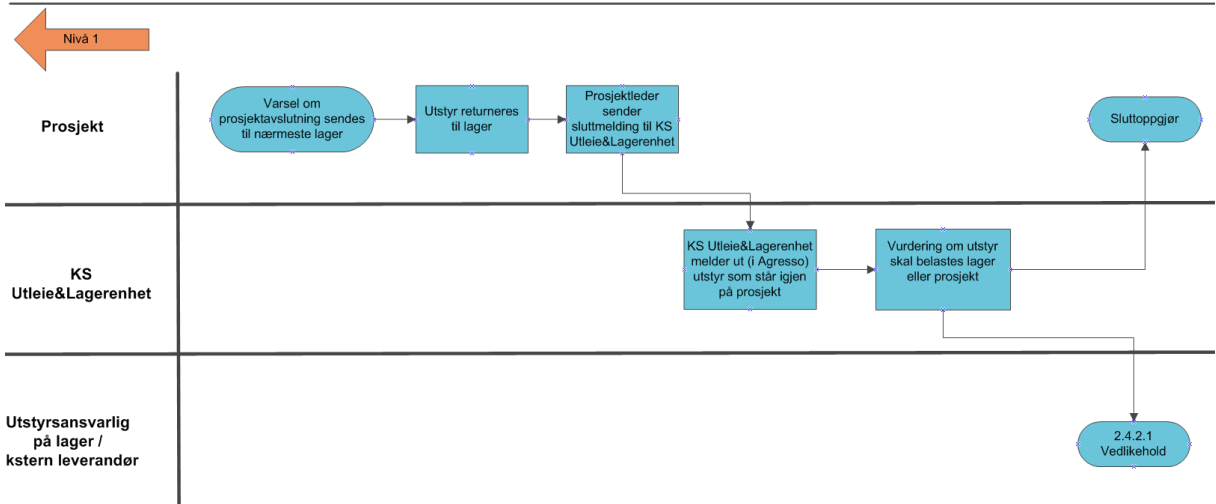 Nivå 1
Prosjekt
Varsel om
prosjektavslutning sendes
til nærmeste lager
Utstyr returneres
til lager
Prosjektleder
sender
sluttmelding til KS
Utleie&Lagerenhet
Sluttoppgjør
KS
Utleie&Lagerenhet
KS Utleie&Lagerenhet
melder ut (i Agresso)
utstyr som står igjen
på prosjekt
Vurdering om utstyr
skal belastes lager
eller prosjekt
Utstyrsansvarlig
på lager /
kstern leverandør
2.4.2.1
Vedlikehold